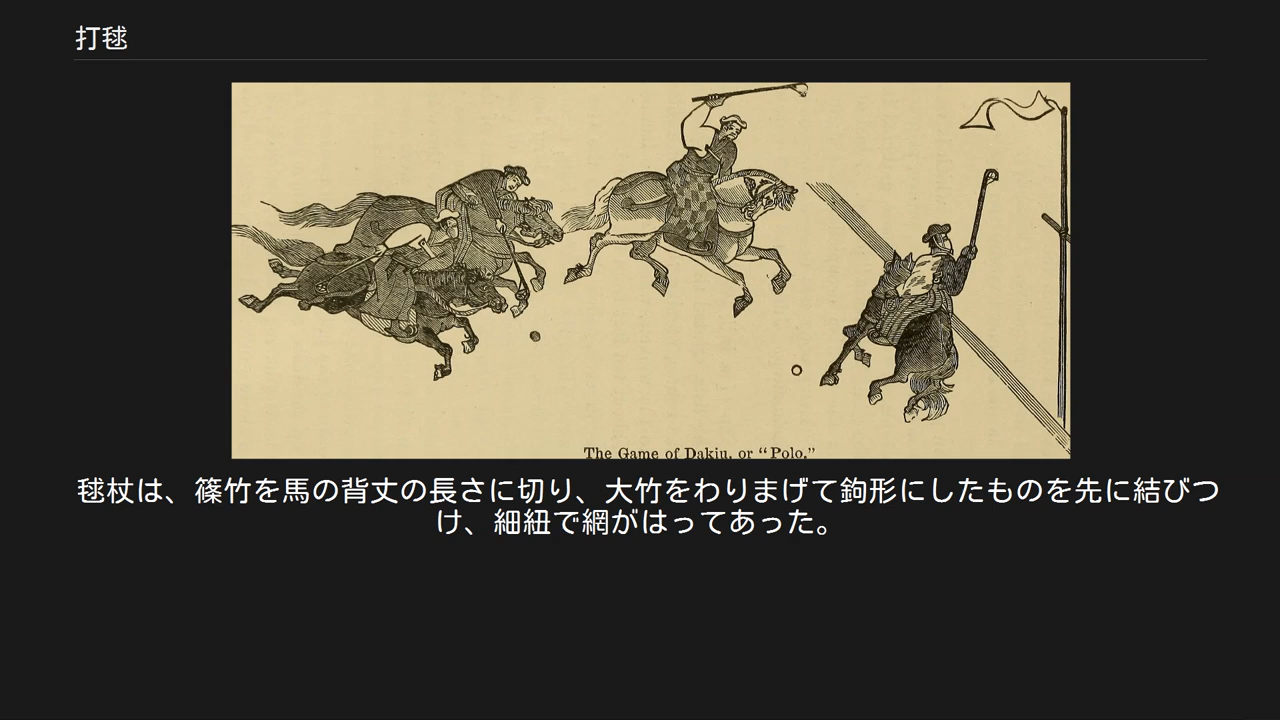 打毬
The Game of Dakiu, or “Polo.”
毬杖は、篠竹を馬の背丈の長さに切り、大竹をわりまげて鉤形にしたものを先に結びつ
け、細紐で網がはってあった。